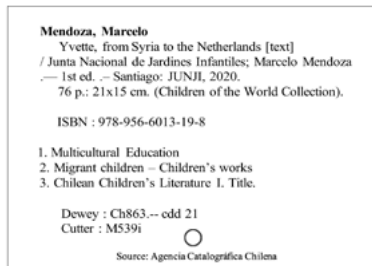 Mendoza, Marcelo
Yvette, from Syria to the Netherlands [text]
/ Junta Nacional de Jardines Infantiles; Marcelo Mendoza
.— 1st ed. .– Santiago: JUNJI, 2020.
76 p.: 21x15 cm. (Children of the World Collection).
ISBN : 978-956-6013-19-8
1. Multicultural Education
2. Migrant children – Children’s works
3. Chilean Children’s Literature I. Title.
Dewey : Ch863.-- cdd 21
Cutter : M539i
Source: Agencia Catalográfica Chilena